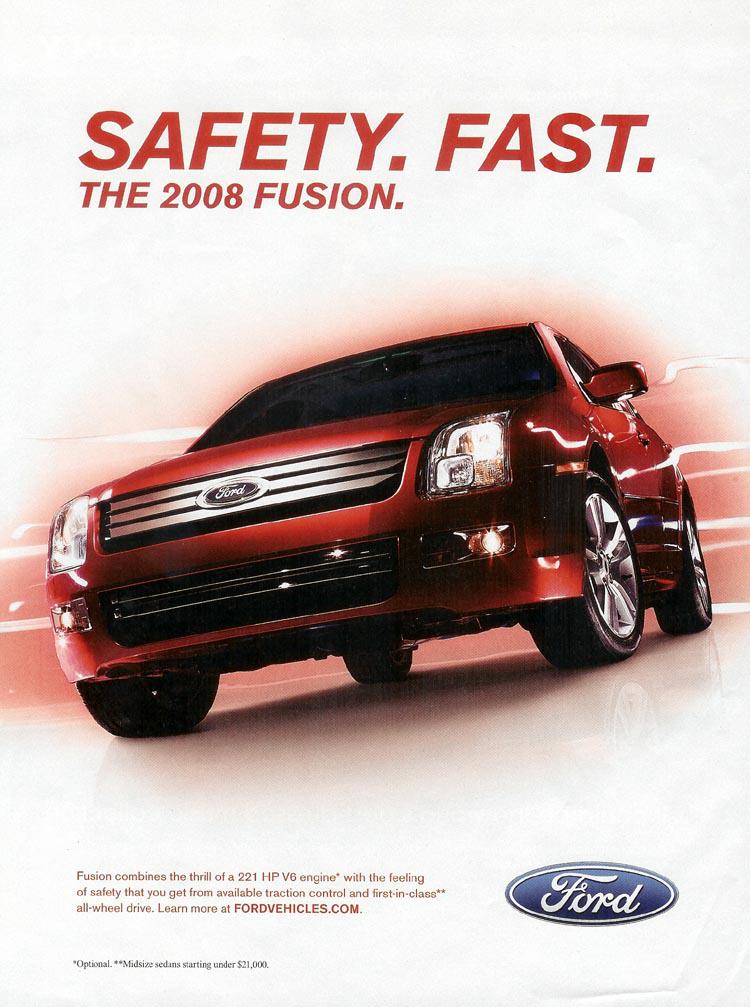 SAFETY. FAST.
THE 2008 FUSION.
Ford
Fusion combines the thrill of a 221 HP V6 engine* with the feeling
of safety that you get from available traction control and first-in-class**
all-wheel drive. Learn more at FORDVEHICLES.COM.
Ford
*Optional. **Midsize sedans starting under $21,000.